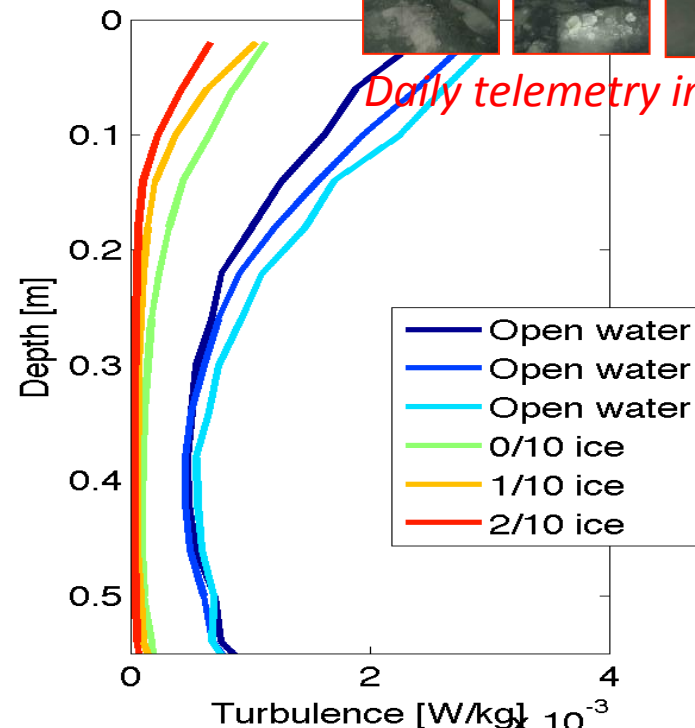 0
Daily telemetry
0.1
0.2
0.3
0.4
0.5
Depth [m]
Open water
Open water
Open water
0/10 ice
1/10 ice
2/10 ice
0
2
4
Turbulence [W/kg]
x 10-3